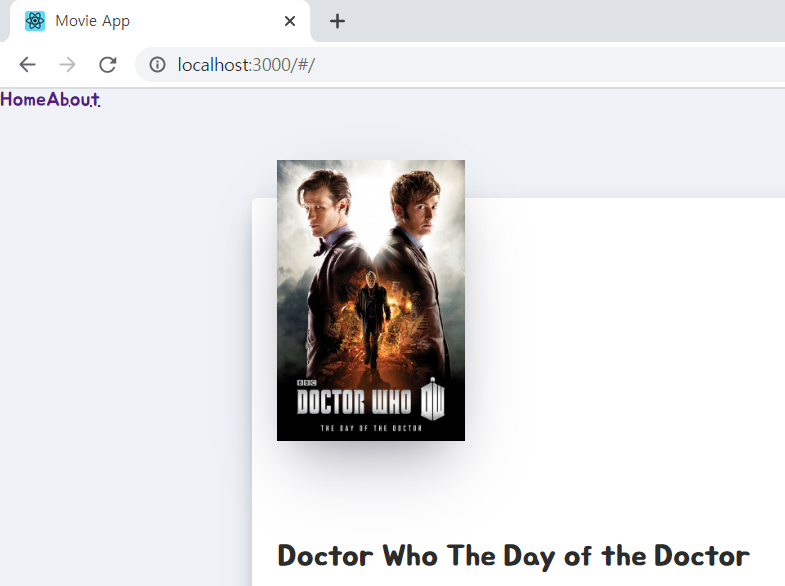 Movie App
localhost:3000/#/
HomeAbout
BBC
DOCTOR WHO DW
THE DAY OF THE DOCTOR
Doctor Who The Day of the Doctor